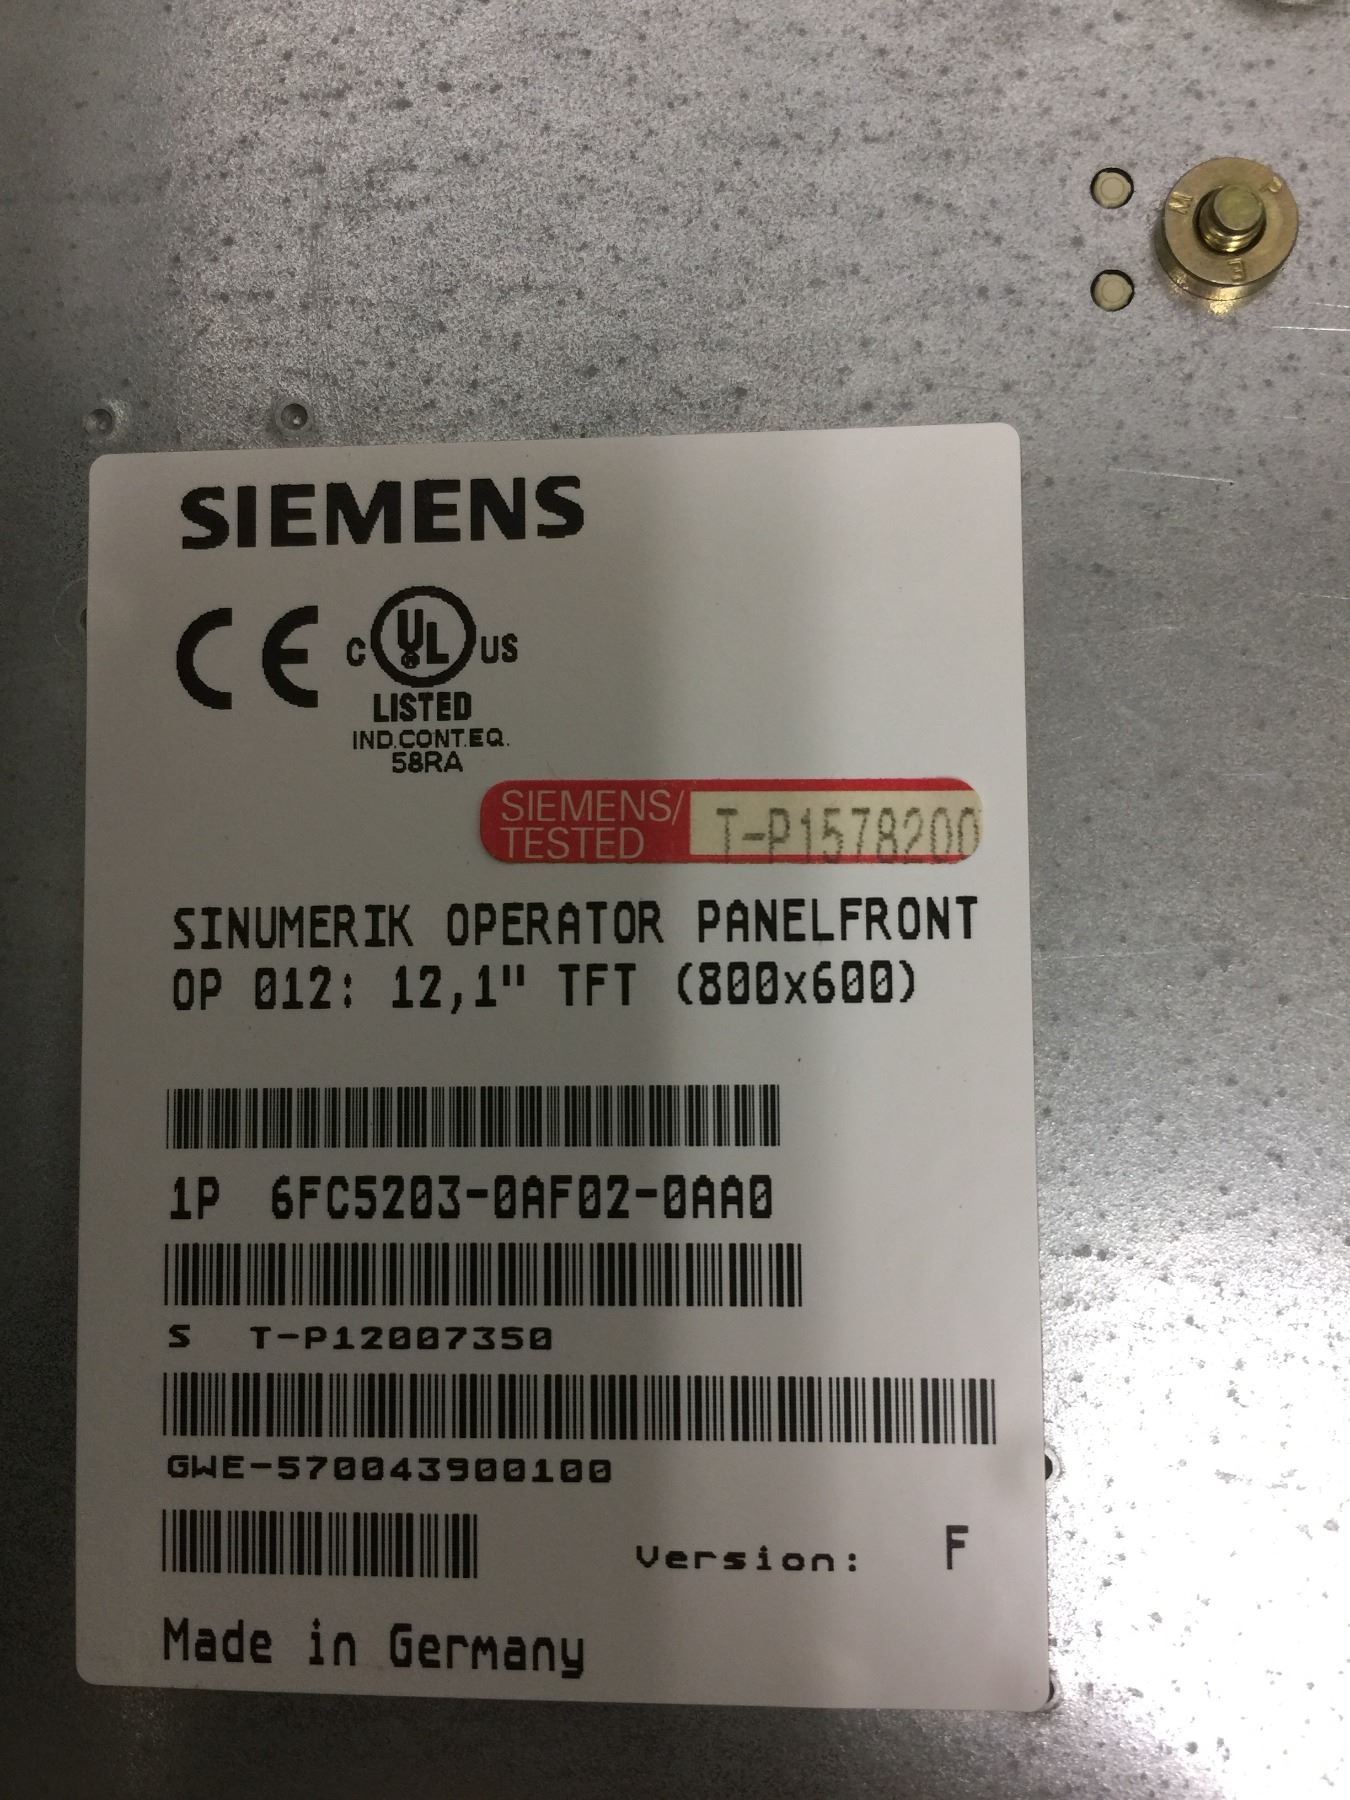 SIEMENS
CE
C UL US
LISTED
IND.CONT.EQ.
58RA
SIEMENS/
TESTED
T-P1578200
SINUMERIK OPERATOR PANELFRONT
OP 012: 12,1" TFT (800x600)
1P 6FC5203-0AF02-0AA0
S T-P12007350
GWE-570043900100
Version: F
Made in Germany